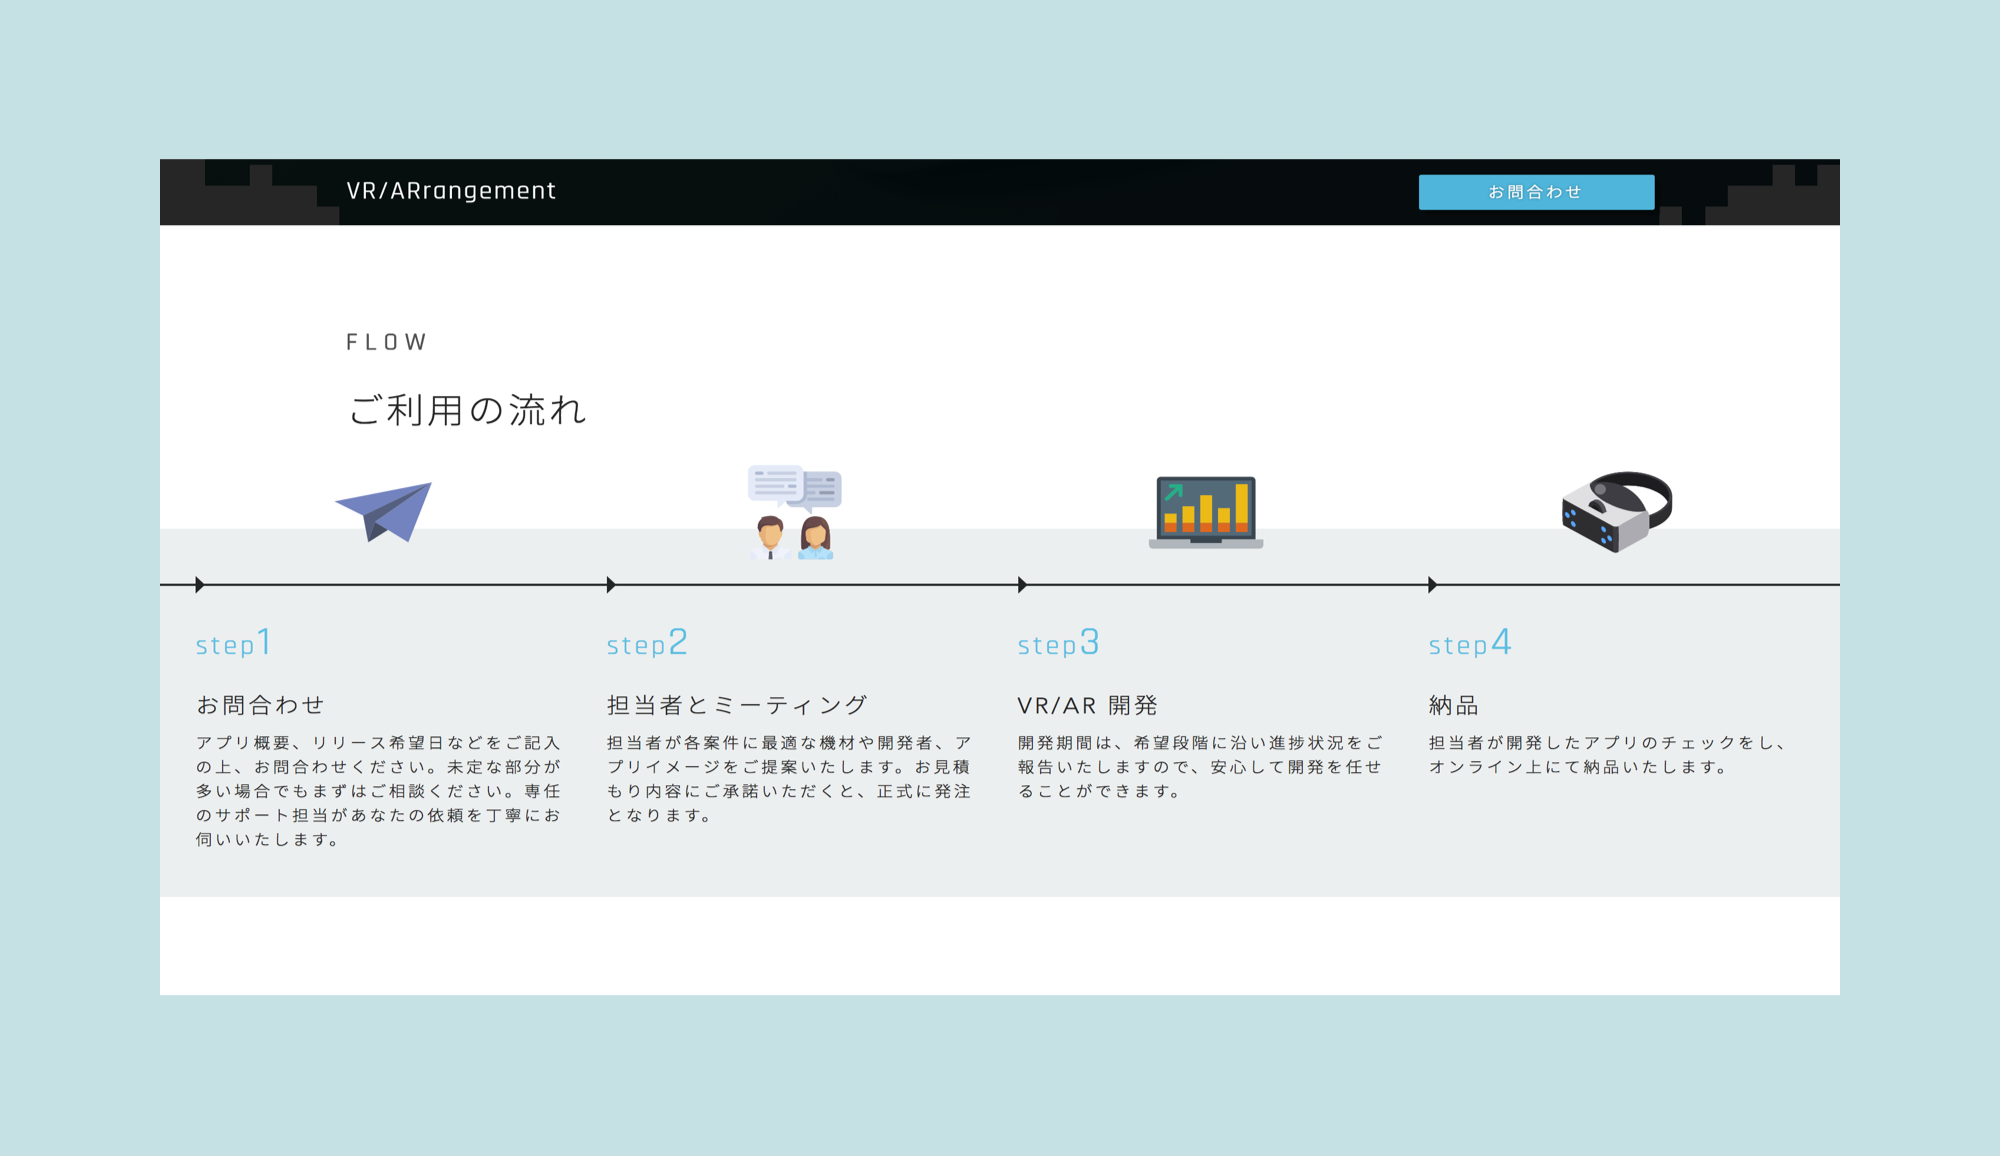 VR/ARrangement
お問合わせ
FLOW
ご利用の流れ
step1
お問合わせ
アプリ概要、リリース希望日などをご記入
の上、お問合わせください。未定な部分が
多い場合でもまずはご相談ください。専任
のサポート担当があなたの依頼を丁寧にお
伺いいたします。
step2
担当者とミーティング
担当者が各案件に最適な機材や開発者、ア
プリイメージをご提案いたします。お見積
もり内容にご承諾いただくと、正式に発注
となります。
step3
VR/AR 開発
開発期間は、希望段階に沿い進捗状況をご
報告いたしますので、安心して開発を任せ
ることができます。
step4
納品
担当者が開発したアプリのチェックをし、
オンライン上にて納品いたします。